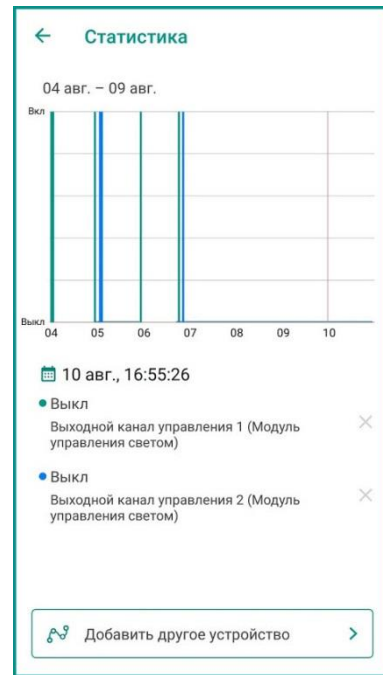 Статистика
04 авг. – 09 авг.
Вкл
Выкл
04 05 06 07 08 09 10
10 авг., 16:55:26
Выкл
Выходной канал управления 1 (Модуль
управления светом)
Выкл
Выходной канал управления 2 (Модуль
управления светом)
Добавить другое устройство